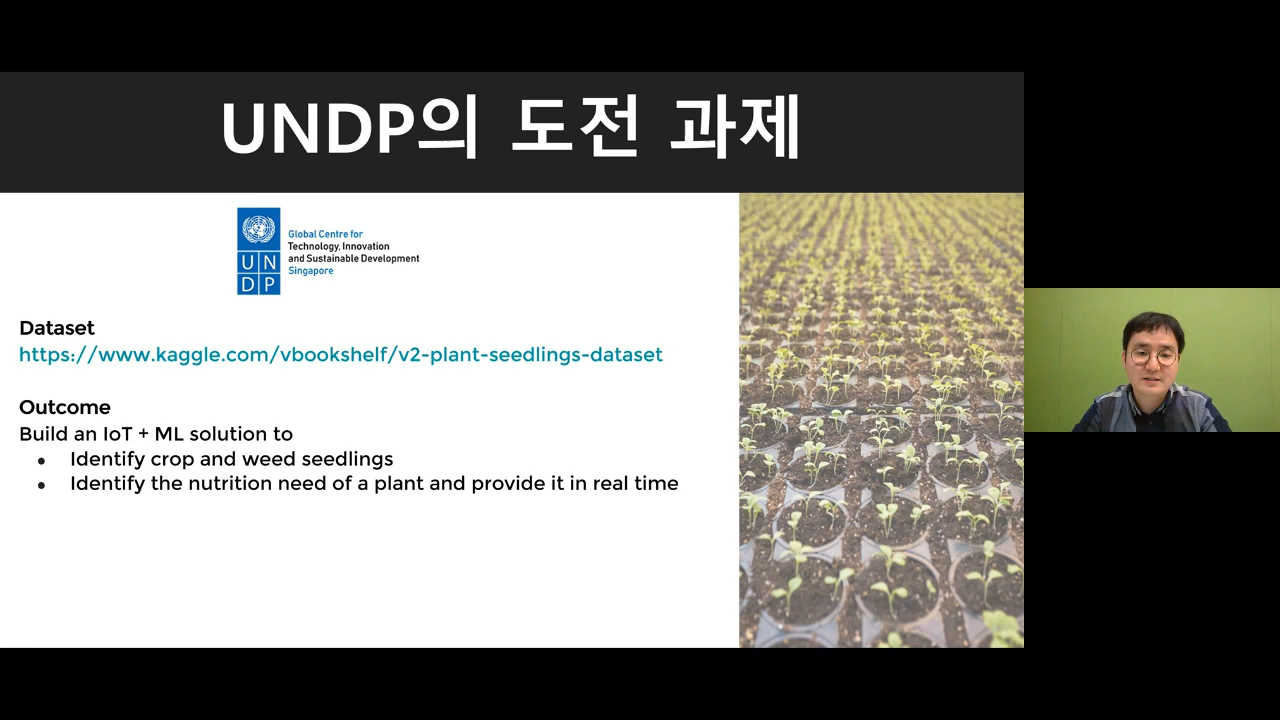 UNDP의 도전 과제
U N
D P
Global Centre for
Technology, Innovation
and Sustainable Development
Singapore
Dataset
https://www.kaggle.com/vbookshelf/v2-plant-seedlings-dataset
Outcome
Build an IoT + ML solution to
● Identify crop and weed seedlings
● Identify the nutrition need of a plant and provide it in real time